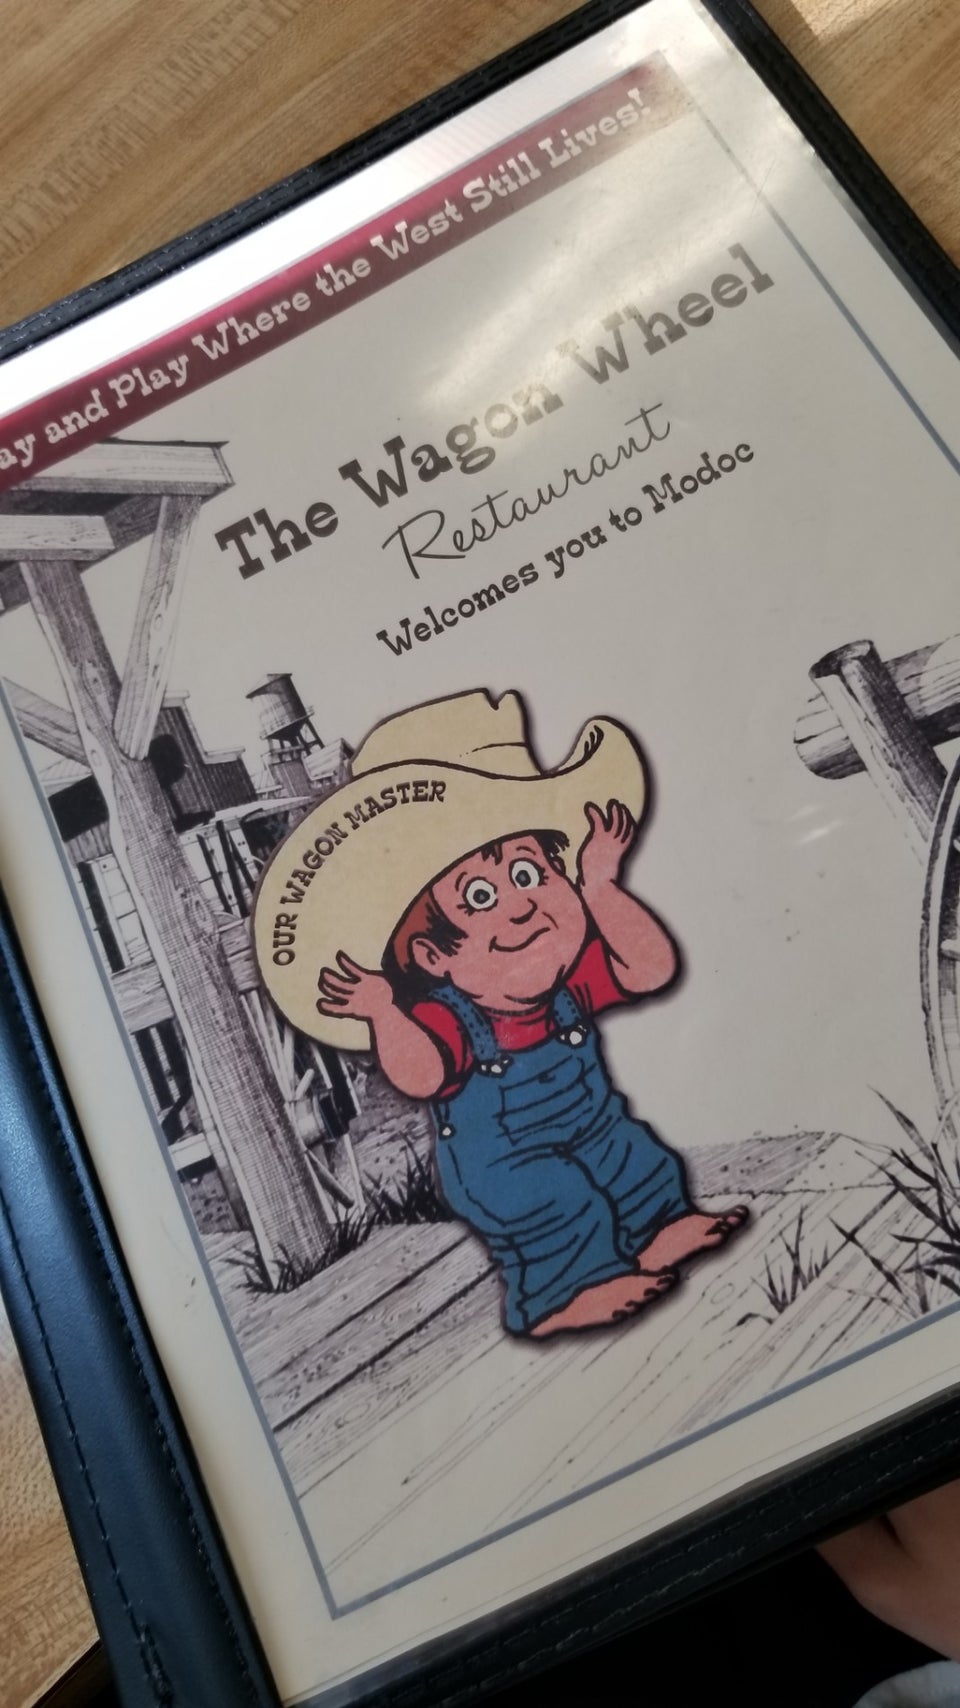 and Play Where the West Still Lives!
The Wagon Wheel
Restaurant
Welcomes you to Modoc
OUR WAGON MASTER